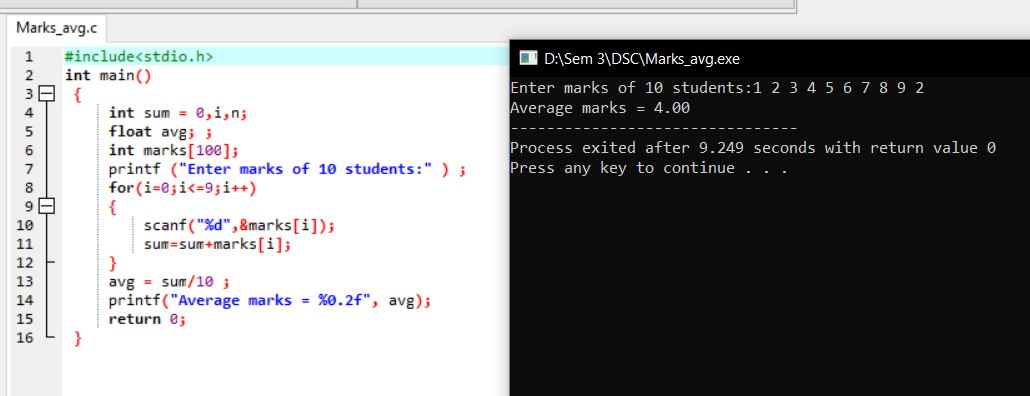 Marks_avg.c
1 #include<stdio.h>
2 int main()
3 {
4 int sum = 0,i,n;
5 float avg; ;
6 int marks[100];
7 printf ("Enter marks of 10 students:" ) ;
8 for(i=0;i<=9;i++)
9 {
10 scanf("%d",&marks[i]);
11 sum=sum+marks[i];
12 }
13 avg = sum/10 ;
14 printf("Average marks = %0.2f", avg);
15 return 0;
16 }
D:\Sem 3\DSC\Marks_avg.exe
Enter marks of 10 students:1 2 3 4 5 6 7 8 9 2
Average marks = 4.00
--------------------------------
Process exited after 9.249 seconds with return value 0
Press any key to continue . . .